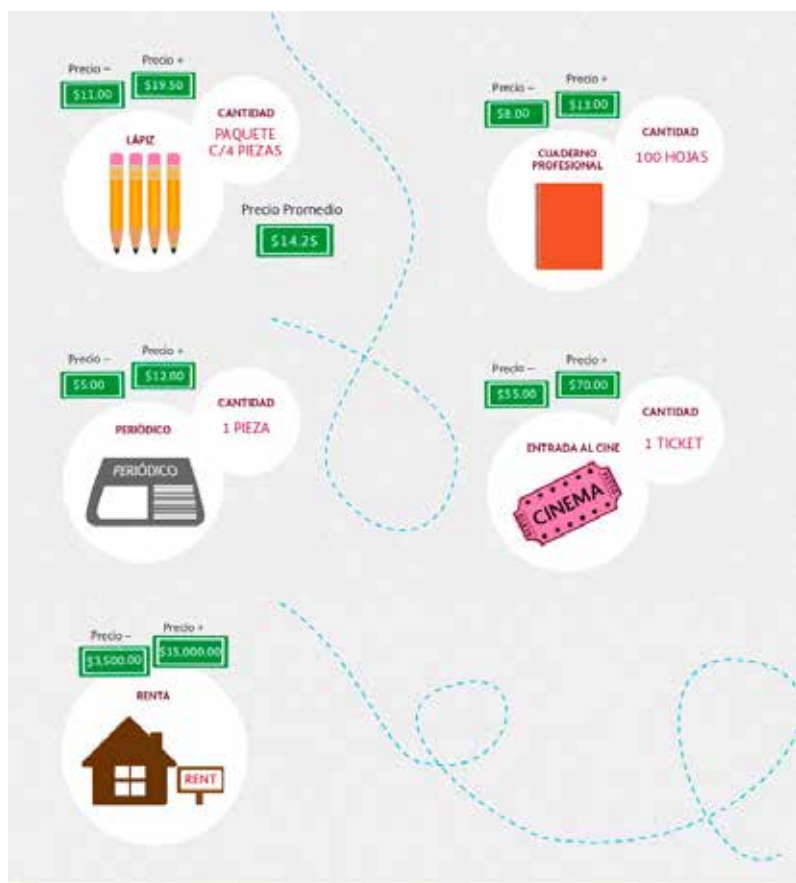 Precio –
Precio +
$11.00
$19.50
LÁPIZ
CANTIDAD
PAQUETE
C/4 PIEZAS
Precio Promedio
$14.25
Precio –
Precio +
$8.00
$13.00
CUADERNO
PROFESIONAL
CANTIDAD
100 HOJAS
Precio –
Precio +
$5.00
$12.00
PERIÓDICO
CANTIDAD
1 PIEZA
PERIÓDICO
Precio –
Precio +
$70.00
ENTRADA AL CINE
CANTIDAD
1 TICKET
CINEMA
Precio –
Precio +
$3,500.00
$15,000.00
RENTA
RENT